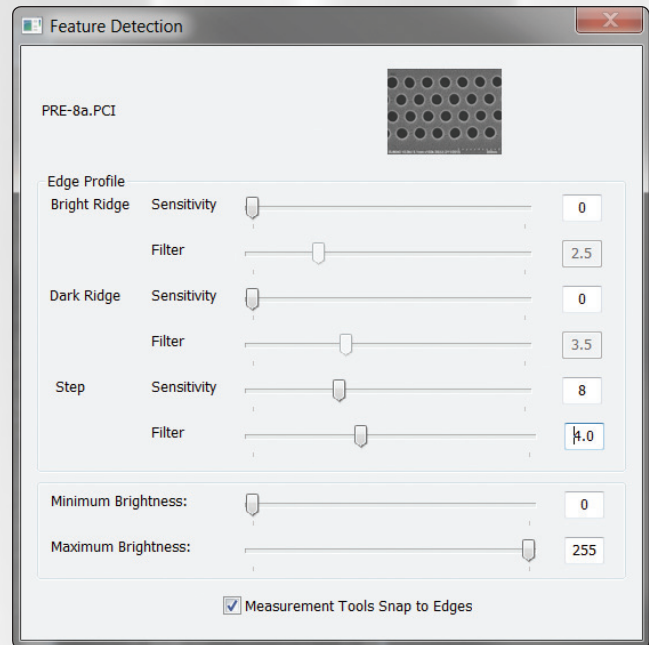 Feature Detection
PRE-8a.PCI
Edge Profile
Bright Ridge Sensitivity 0
Filter 2.5
Dark Ridge Sensitivity 0
Filter 3.5
Step Sensitivity 8
Filter 4.0
Minimum Brightness: 0
Maximum Brightness: 255
Measurement Tools Snap to Edges